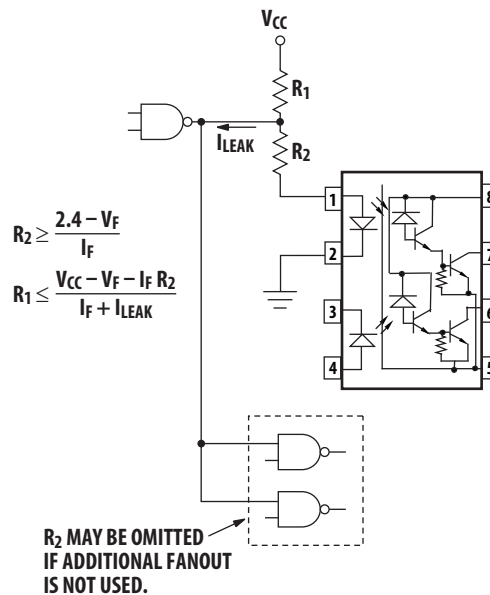 VCC
R1
ILEAK
R2
1
8
2
7
3
6
4
5
R2 ≥ 2.4 – VF / IF
R1 ≤ VCC – VF – IF R2 / IF + ILEAK
R2 MAY BE OMITTED
IF ADDITIONAL FANOUT
IS NOT USED.